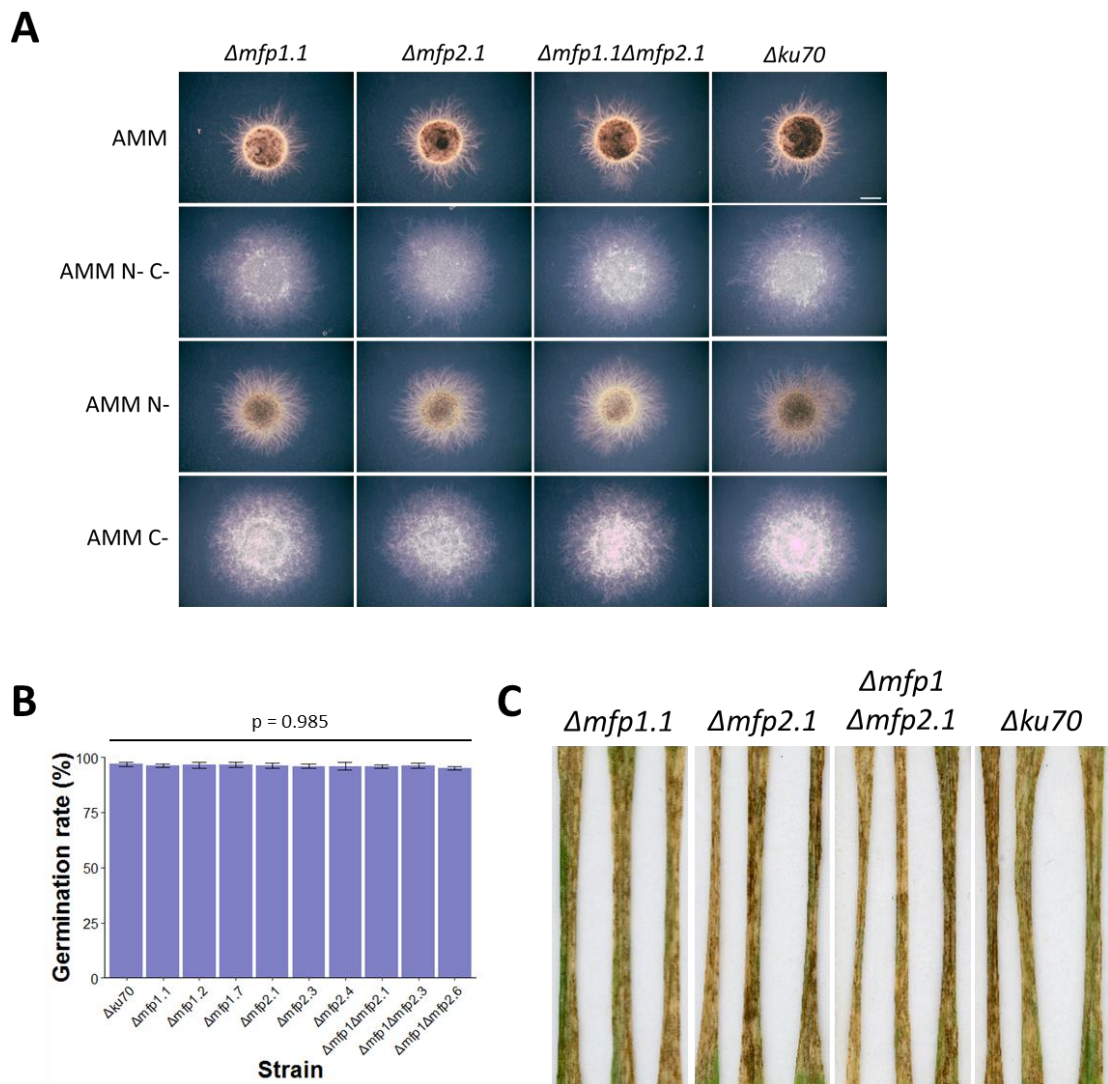 A
Δmfp1.1
Δmfp2.1
Δmfp1.1Δmfp2.1
Δku70
AMM
AMM N- C-
AMM N-
AMM C-
B
p = 0.985
100
75
50
25
0
Germination rate (%)
Δku70
Δmfp1.1
Δmfp1.2
Δmfp1.7
Δmfp2.1
Δmfp2.3
Δmfp2.4
Δmfp1Δmfp2.1
Δmfp1Δmfp2.3
Δmfp1Δmfp2.6
Strain
C
Δmfp1.1
Δmfp2.1
Δmfp1
Δmfp2.1
Δku70